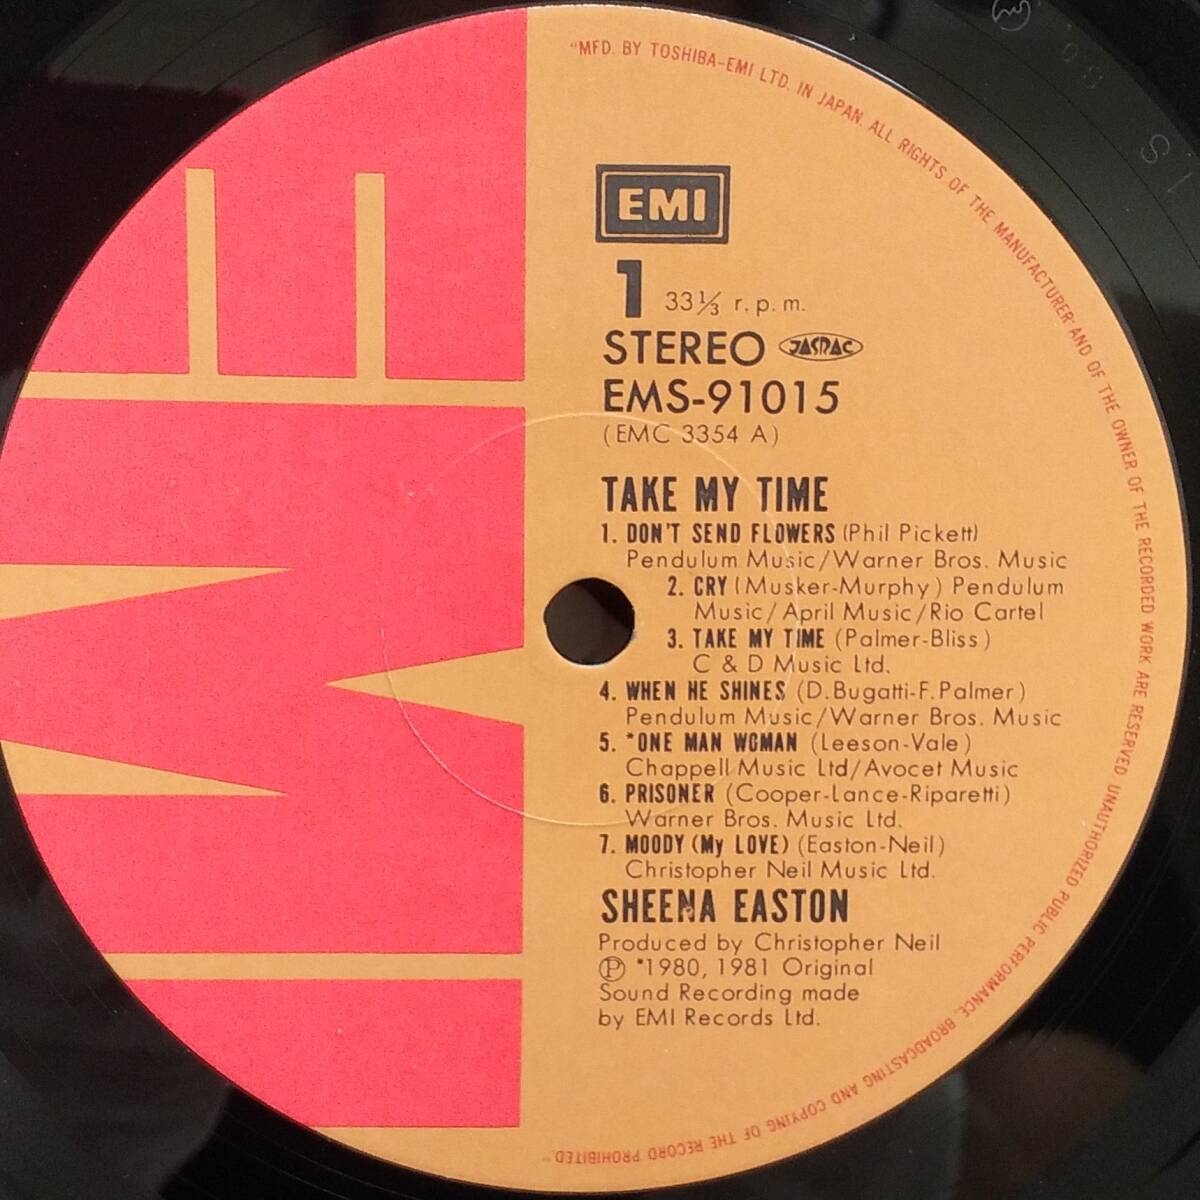 "MFD. BY TOSHIBA-EMI LTD. IN JAPAN. ALL RIGHTS OF THE MANUFACTURER AND OF THE OWNER OF THE RECORDED WORK ARE RESERVED UNAUTHORIZED PUBLIC PERFORMANCE, BROADCASTING AND COPYING OF THE RECORD PROHIBITED."
EMI
1 33⅓ r.p.m.
STEREO JASRAC
EMS-91015
(EMC 3354 A)
TAKE MY TIME
1. DON'T SEND FLOWERS (Phil Pickett)
Pendulum Music/Warner Bros. Music
2. CRY (Musker-Murphy) Pendulum
Music/April Music/Rio Cartel
3. TAKE MY TIME (Palmer-Bliss)
C & D Music Ltd.
4. WHEN HE SHINES (D.Bugatti-F.Palmer)
Pendulum Music/Warner Bros. Music
5. *ONE MAN WOMAN (Leeson-Vale)
Chappell Music Ltd/Avocet Music
6. PRISONER (Cooper-Lance-Riparetti)
Warner Bros. Music Ltd.
7. MOODY (My LOVE) (Easton-Neil)
Christopher Neil Music Ltd.
SHEENA EASTON
Produced by Christopher Neil
℗ *1980, 1981 Original
Sound Recording made
by EMI Records Ltd.